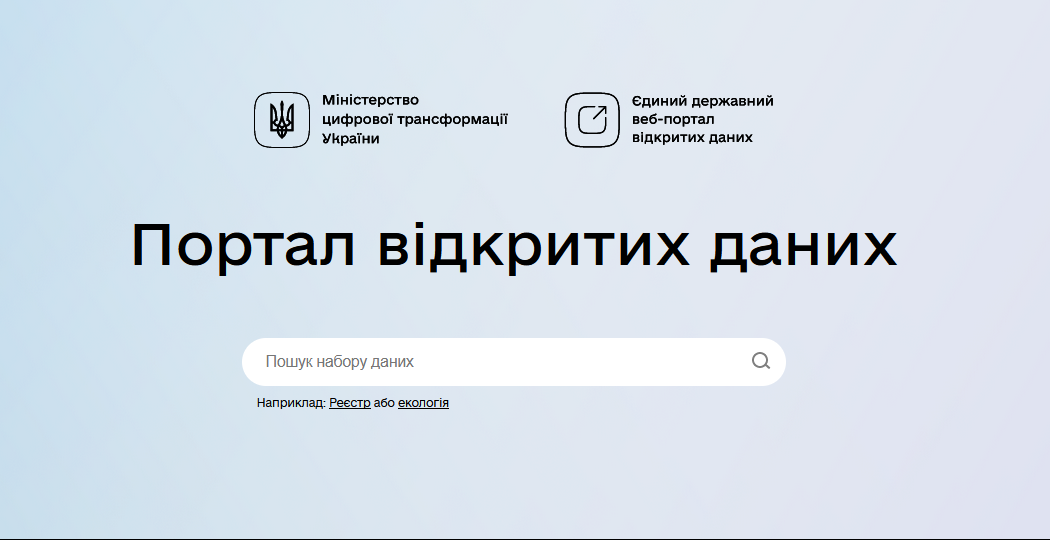 Міністерство
цифрової трансформації
України
Єдиний державний
веб-портал
відкритих даних
Портал відкритих даних
Пошук набору даних
Наприклад: Реєстр або екологія